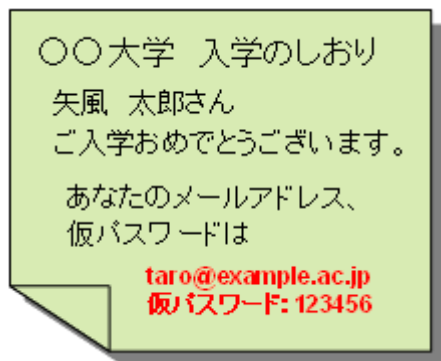 〇〇大学　入学のしおり
矢風　太郎さん
ご入学おめでとうございます。
あなたのメールアドレス、
仮パスワードは
taro@example.ac.jp
仮パスワード: 123456